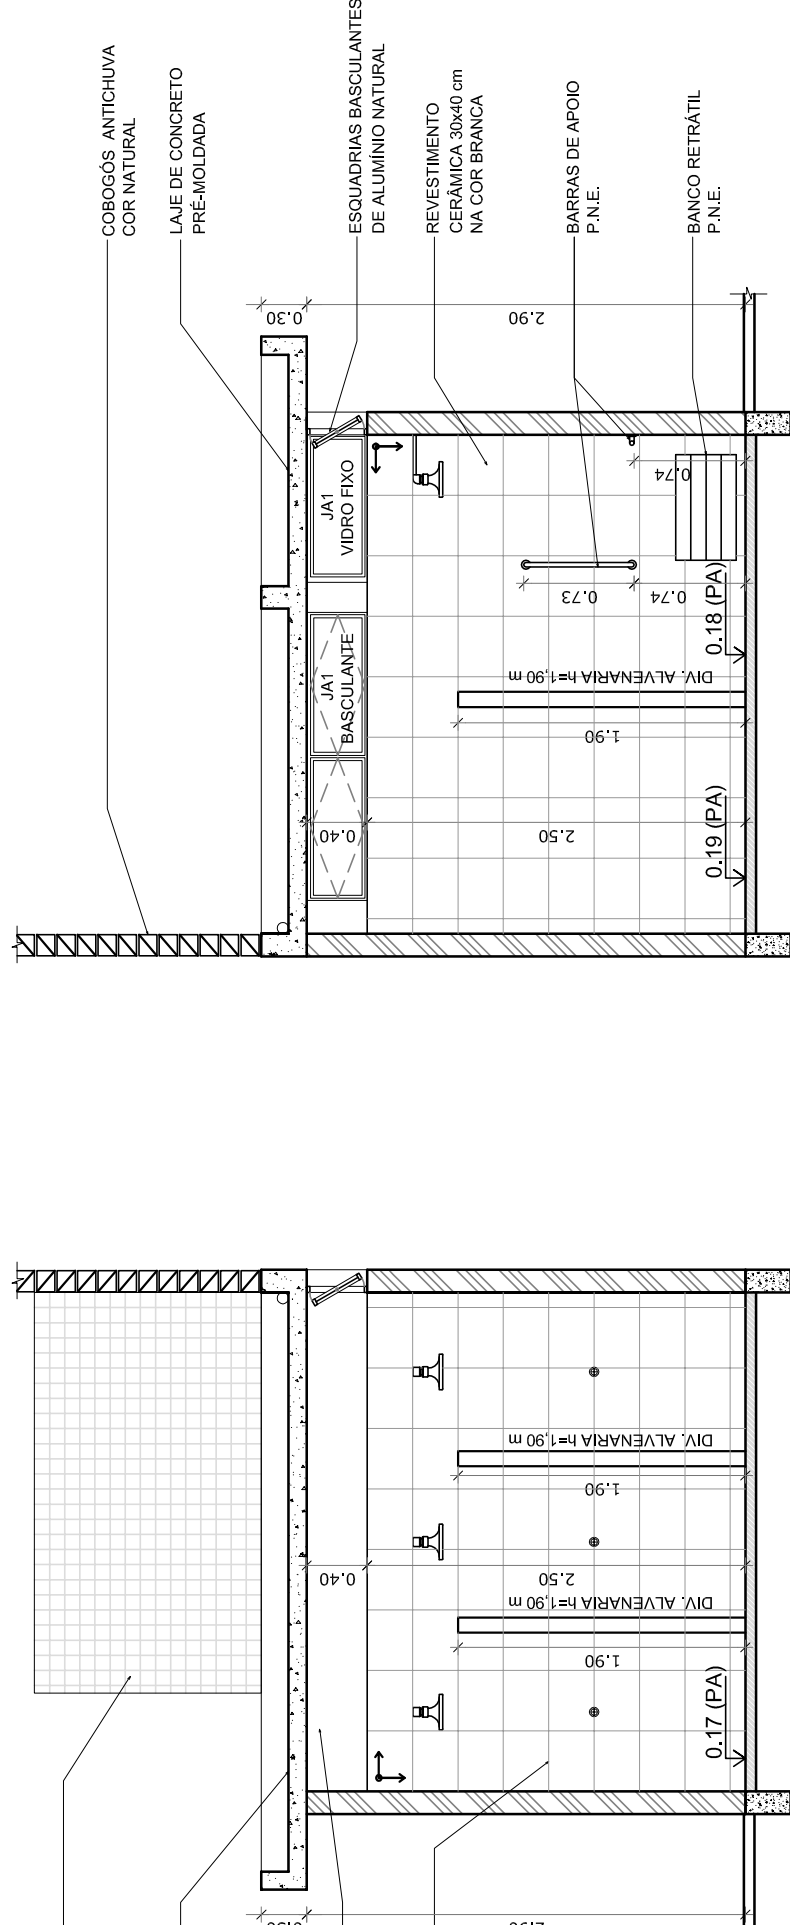 COBOGÓS ANTICHUVA
COR NATURAL
LAJE DE CONCRETO
PRÉ-MOLDADA
ESQUADRIAS BASCULANTES
DE ALUMÍNIO NATURAL
REVESTIMENTO
CERÂMICA 30x40 cm
NA COR BRANCA
BARRAS DE APOIO
P.N.E.
BANCO RETRÁTIL
P.N.E.
0.30
2.90
JA1
VIDRO FIXO
0.74
0.73
0.74
0.18 (PA)
JA1
BASCULANTE
DIV. ALVENARIA h=1,90 m
1.90
0.40
2.50
0.19 (PA)
DIV. ALVENARIA h=1,90 m
1.90
0.40
2.50
DIV. ALVENARIA h=1,90 m
1.90
0.17 (PA)